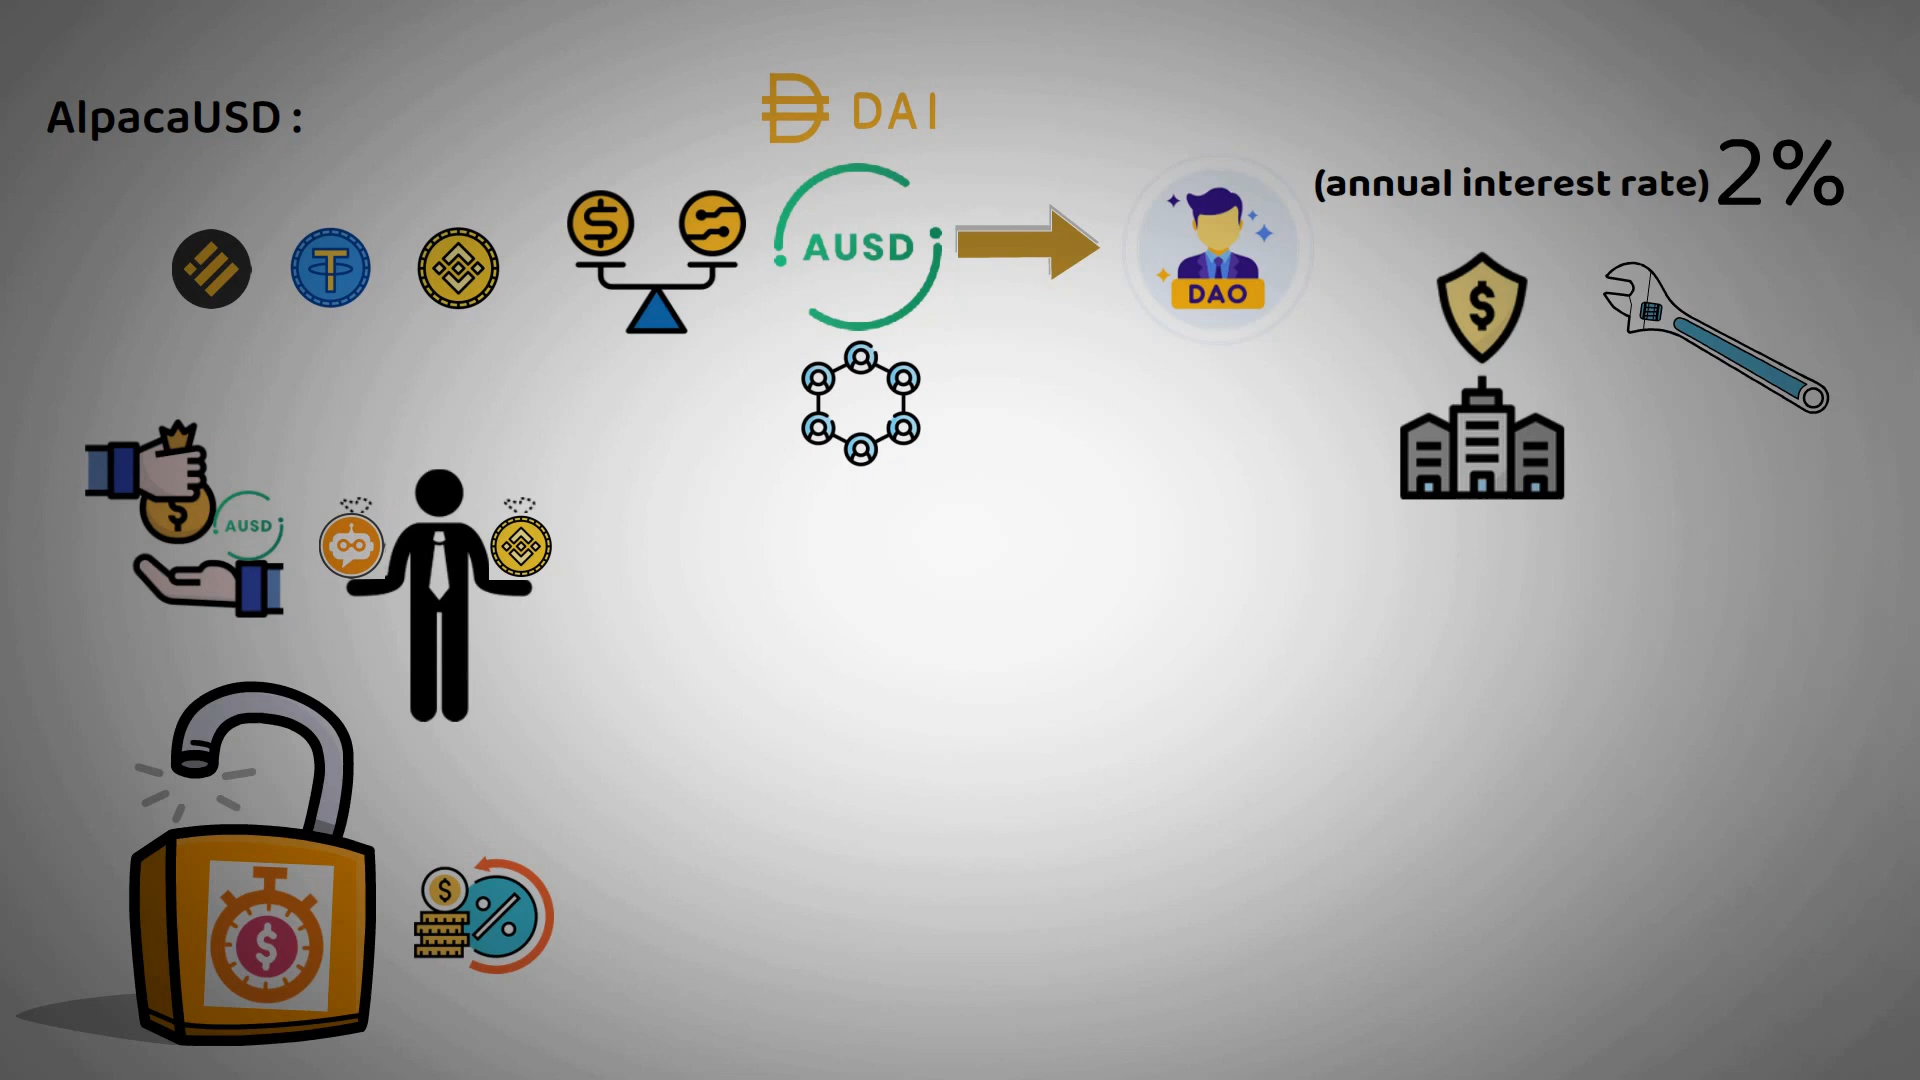 AlpacaUSD :
DAI
(annual interest rate) 2%
AUSD
DAO
$
$
$
AUSD
$
$
$
%